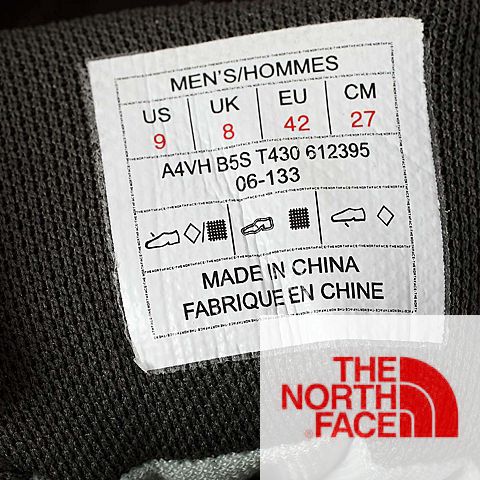 MEN'S/HOMMES
US UK EU CM
9 8 42 27
A4VH B5S T430 612395
06-133
MADE IN CHINA
FABRIQUE EN CHINE
THE
NORTH
FACE